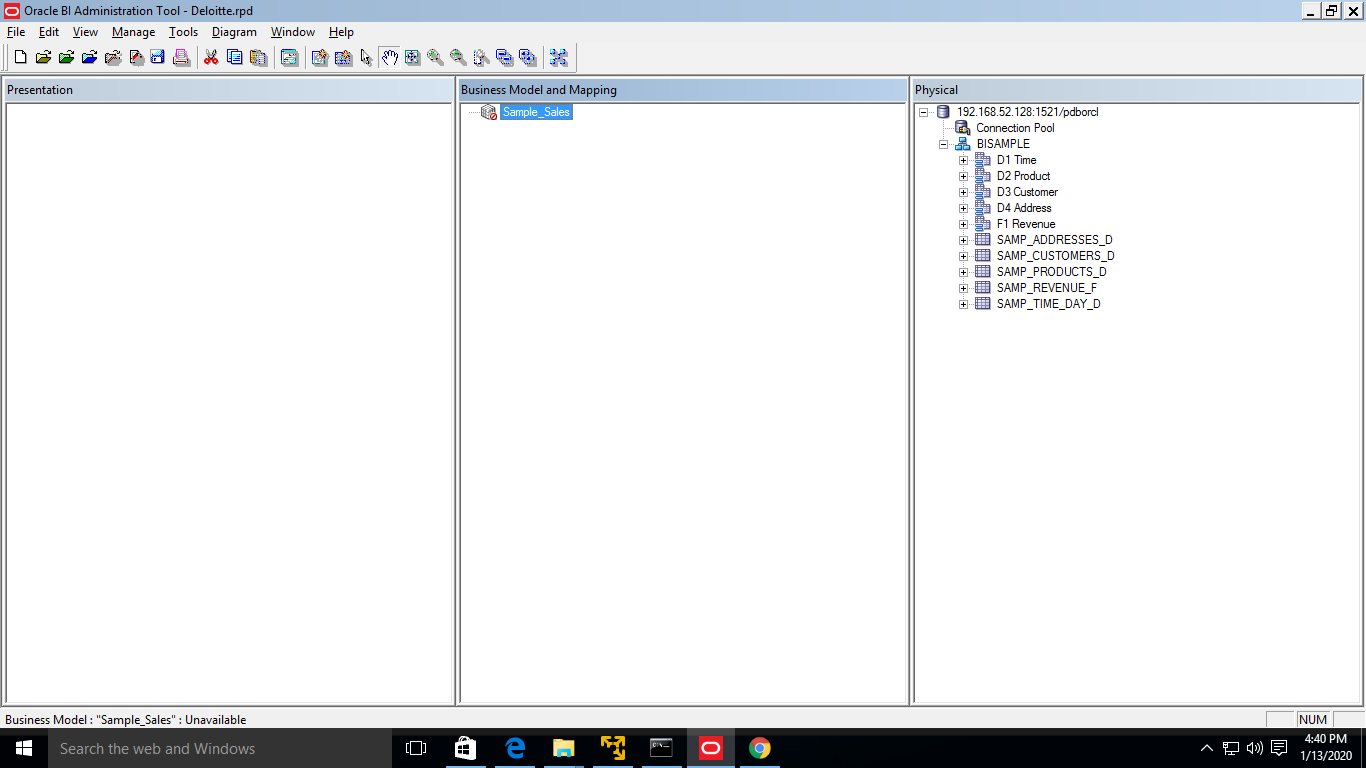 Oracle BI Administration Tool - Deloitte.rpd
File Edit View Manage Tools Diagram Window Help
Presentation
Business Model and Mapping
Sample_Sales
Physical
192.168.52.128:1521/pdborcl
Connection Pool
BISAMPLE
D1 Time
D2 Product
D3 Customer
D4 Address
F1 Revenue
SAMP_ADDRESSES_D
SAMP_CUSTOMERS_D
SAMP_PRODUCTS_D
SAMP_REVENUE_F
SAMP_TIME_DAY_D
Business Model : "Sample_Sales" : Unavailable
NUM
Search the web and Windows
4:40 PM
1/13/2020